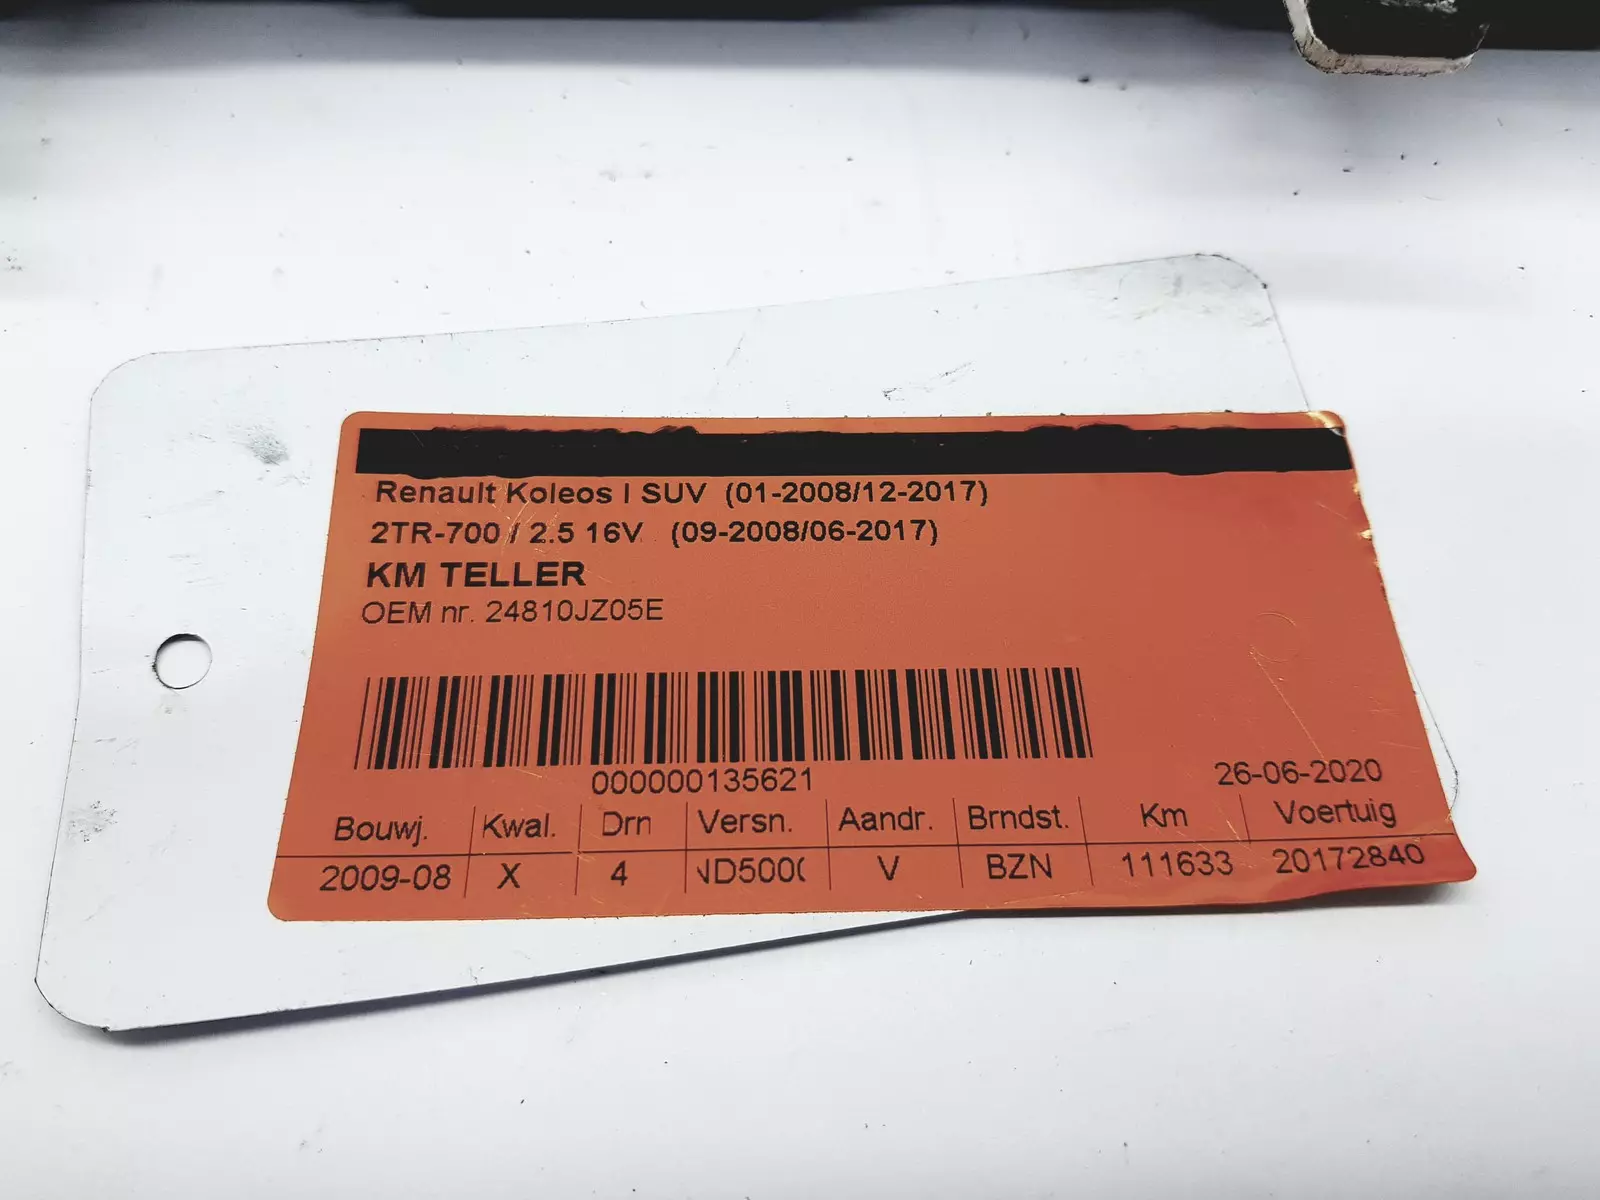 Renault Koleos I SUV (01-2008/12-2017)
2TR-700 / 2.5 16V (09-2008/06-2017)
KM TELLER
OEM nr. 24810JZ05E
000000135621
26-06-2020
Bouwj. Kwal. Drn Versn. Aandr. Brndst. Km Voertuig
2009-08 X 4 V BZN 111633 20172840